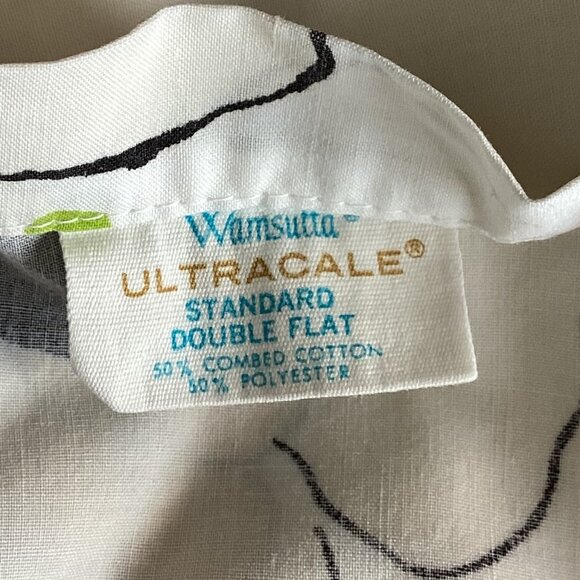 Wamsutta®
ULTRACALE®
STANDARD
DOUBLE FLAT
50% COMBED COTTON
50% POLYESTER